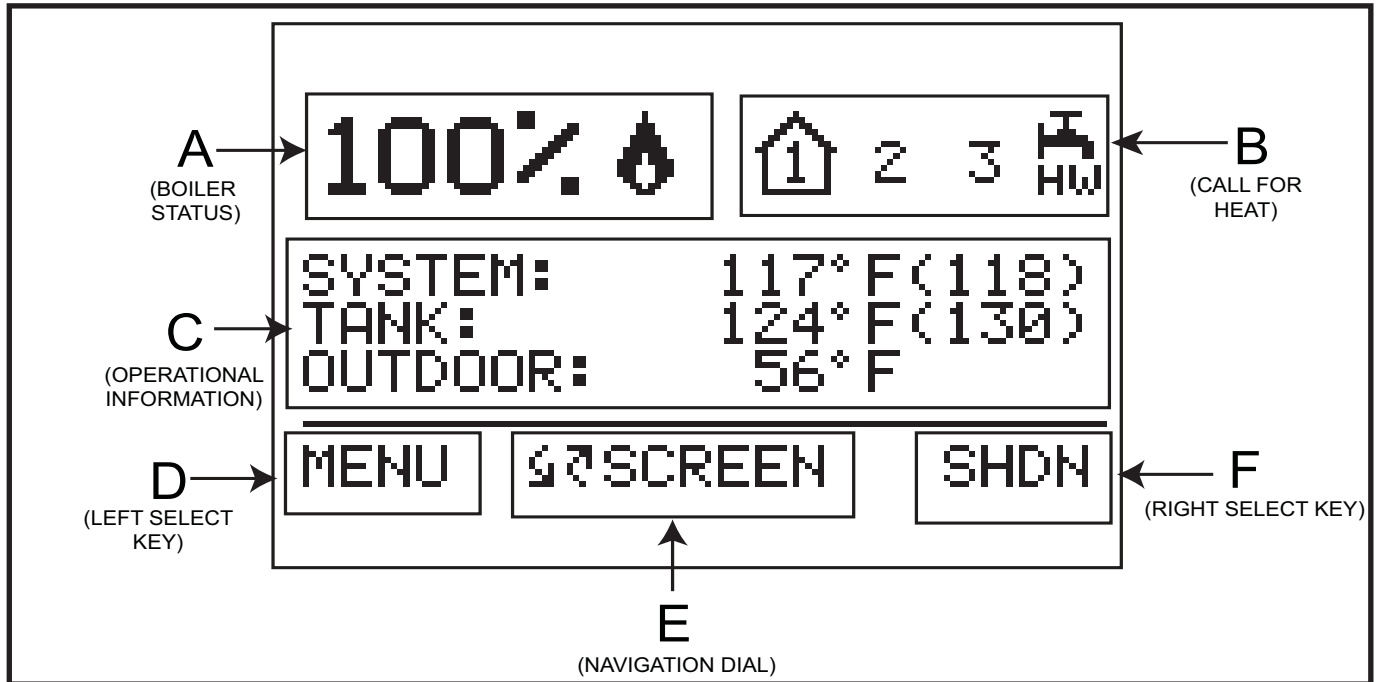 100%
1 2 3 HW
A
(BOILER
STATUS)
B
(CALL FOR
HEAT)
SYSTEM: 117°F(118)
TANK: 124°F(130)
OUTDOOR: 56°F
C
(OPERATIONAL
INFORMATION)
MENU SCREEN SHDN
D
(LEFT SELECT
KEY)
F
(RIGHT SELECT KEY)
E
(NAVIGATION DIAL)